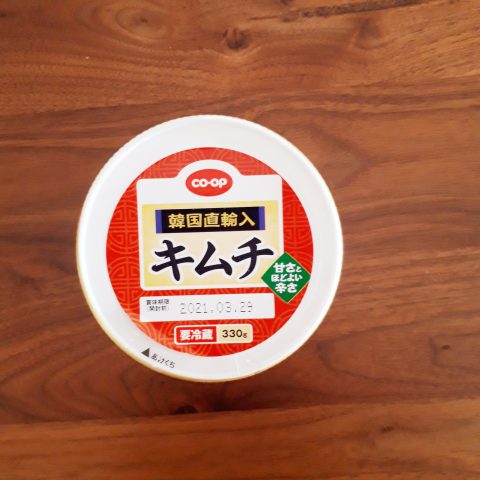 CO·OP
韓国直輸入
キムチ
甘さと
ほどよい
辛さ
賞味期限
(開封前)
2021.03.29
要冷蔵 330g
▲あけくち